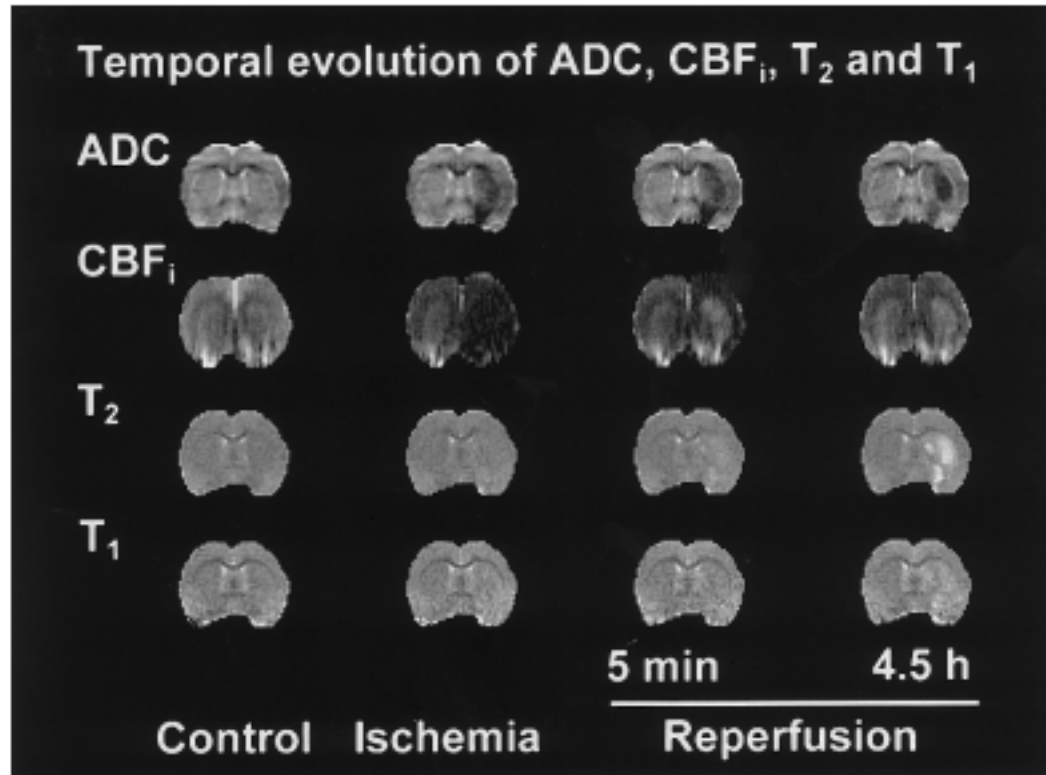 Temporal evolution of ADC, CBFi, T2 and T1
ADC
CBFi
T2
T1
5 min 4.5 h
Control Ischemia Reperfusion